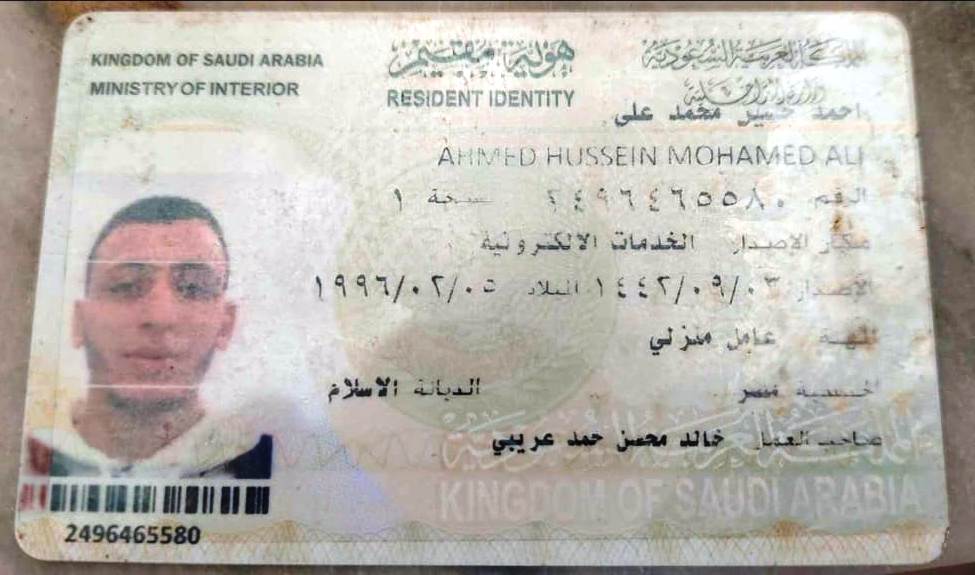 KINGDOM OF SAUDI ARABIA
MINISTRY OF INTERIOR
هوية مقيم
RESIDENT IDENTITY
المملكة العربية السعودية
وزارة الداخلية
احمد حسين محمد على
AHMED HUSSEIN MOHAMED ALI
الرقم ٢٤٩٦٤٦٥٥٨٠ نسخة ١
مكان الإصدار الخدمات الالكترونية
الإصدار ١٤٤٢/٠٩/٠٣ الميلاد ١٩٩٦/٠٢/٠٥
المهنة عامل منزلي
الجنسية مصر الديانة الاسلام
صاحب العمل خالد محسن حمد عريبي
المملكة العربية السعودية
KINGDOM OF SAUDI ARABIA
2496465580